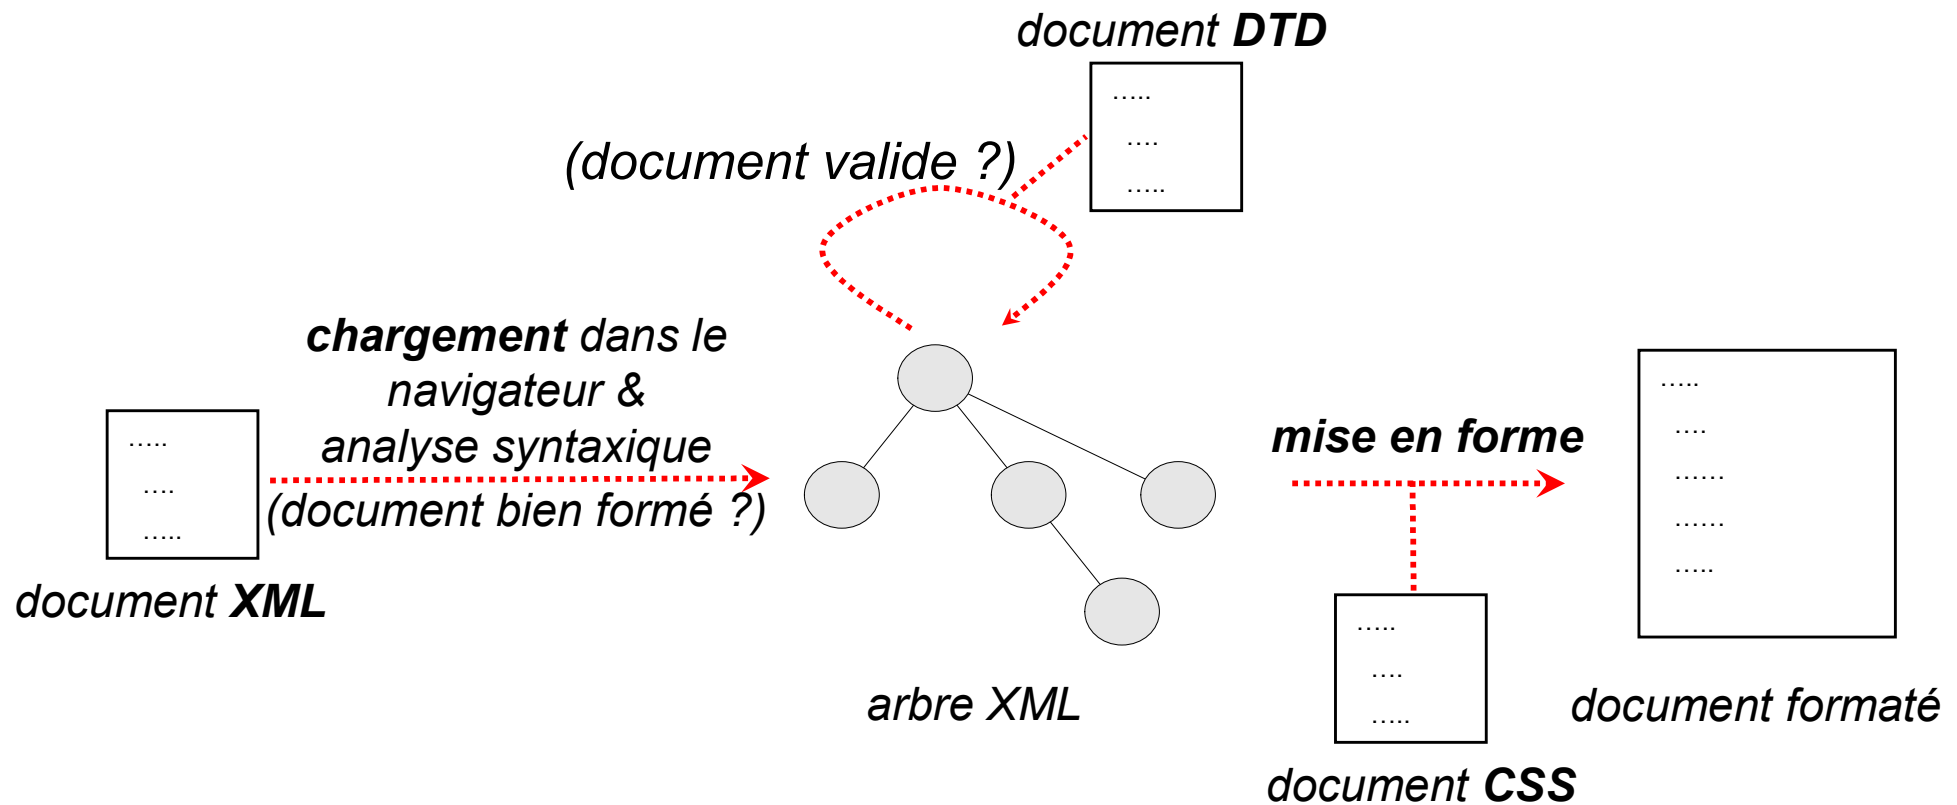 document DTD
…..
….
…..
(document valide ?)
chargement dans le
navigateur &
analyse syntaxique
(document bien formé ?)
…..
….
…..
document XML
arbre XML
mise en forme
…..
….
…..
document CSS
…..
….
……
……
…..
document formaté